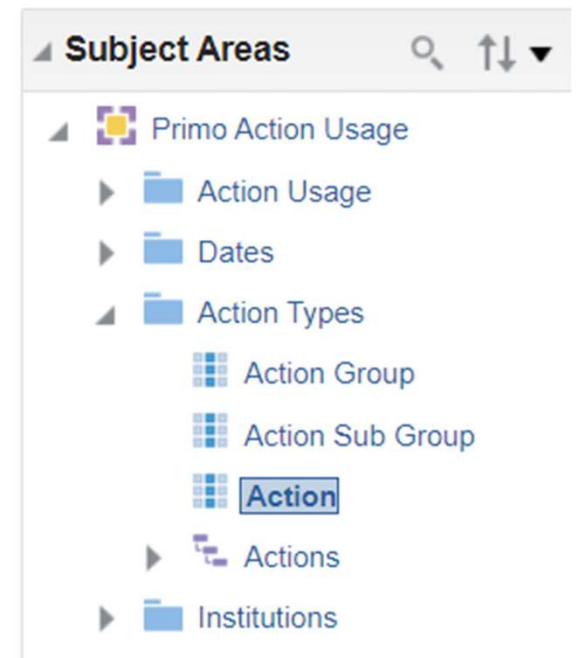 Subject Areas
Primo Action Usage
Action Usage
Dates
Action Types
Action Group
Action Sub Group
Action
Actions
Institutions